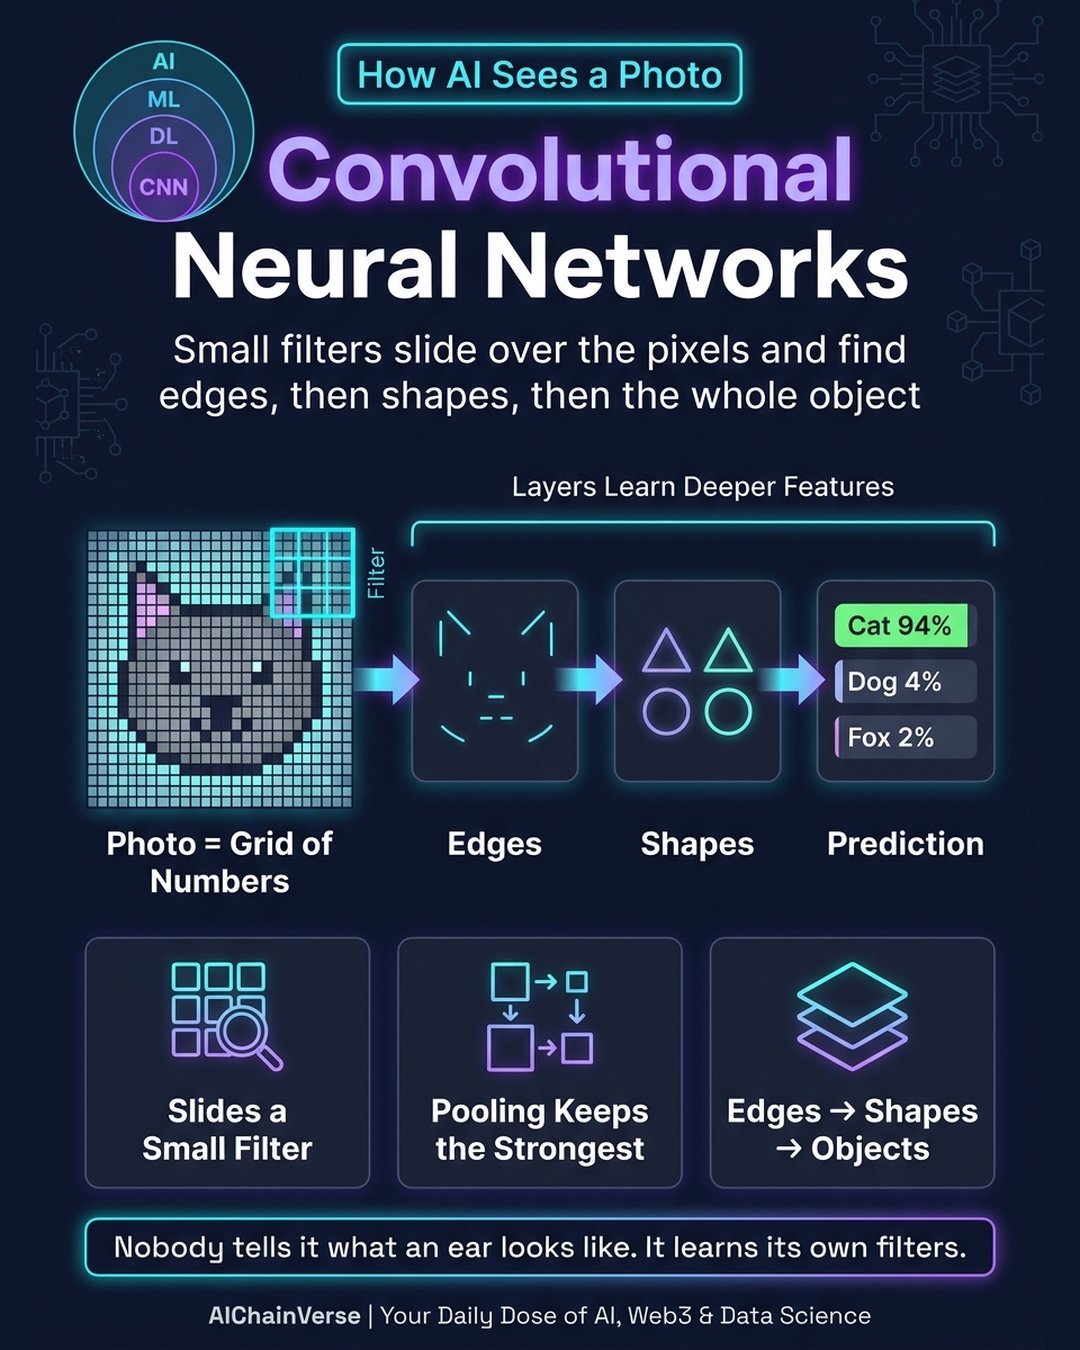 AI
ML
DL
CNN
How AI Sees a Photo
Convolutional
Neural Networks
Small filters slide over the pixels and find
edges, then shapes, then the whole object
Layers Learn Deeper Features
Filter
Cat 94%
Dog 4%
Fox 2%
Photo = Grid of
Numbers
Edges
Shapes
Prediction
Slides a
Small Filter
Pooling Keeps
the Strongest
Edges → Shapes
→ Objects
Nobody tells it what an ear looks like. It learns its own filters.
AIChainVerse | Your Daily Dose of AI, Web3 & Data Science